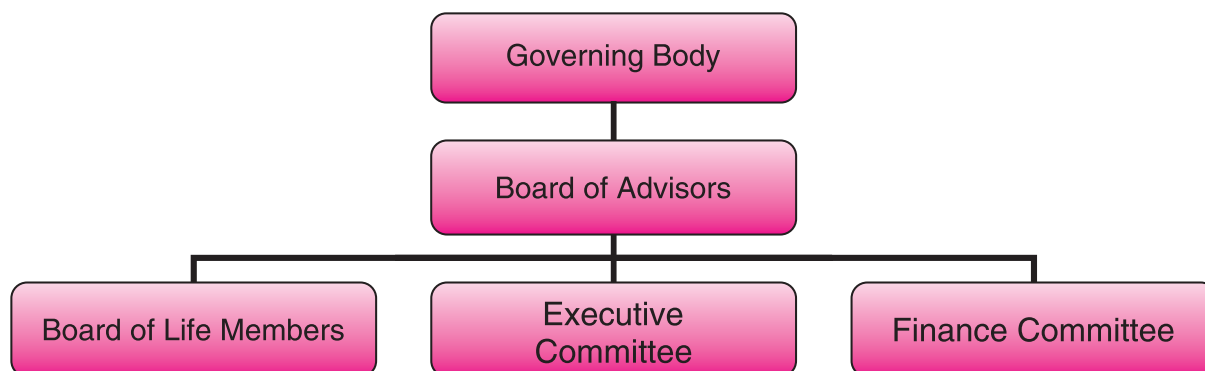 Governing Body
Board of Advisors
Board of Life Members
Executive
Committee
Finance Committee